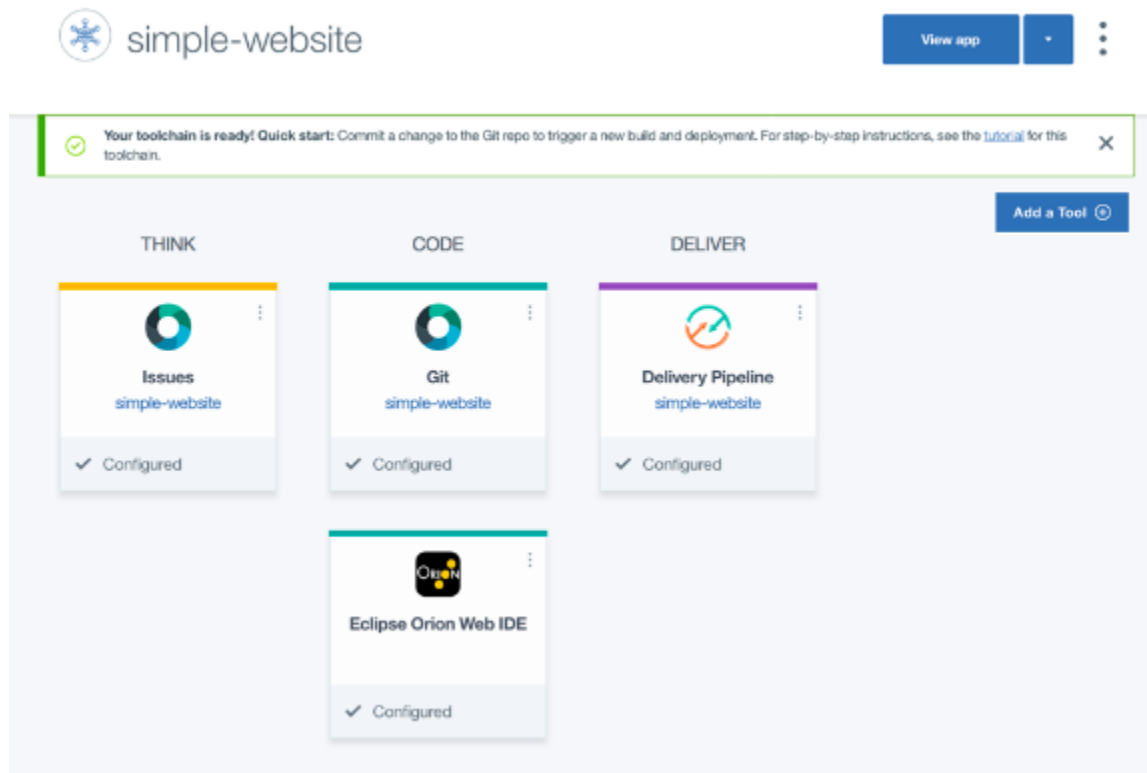 simple-website
View app
Your toolchain is ready! Quick start: Commit a change to the Git repo to trigger a new build and deployment. For step-by-step instructions, see the tutorial for this
toolchain.
Add a Tool
THINK
CODE
DELIVER
Issues
simple-website
Configured
Git
simple-website
Configured
Delivery Pipeline
simple-website
Configured
ORION
Eclipse Orion Web IDE
Configured